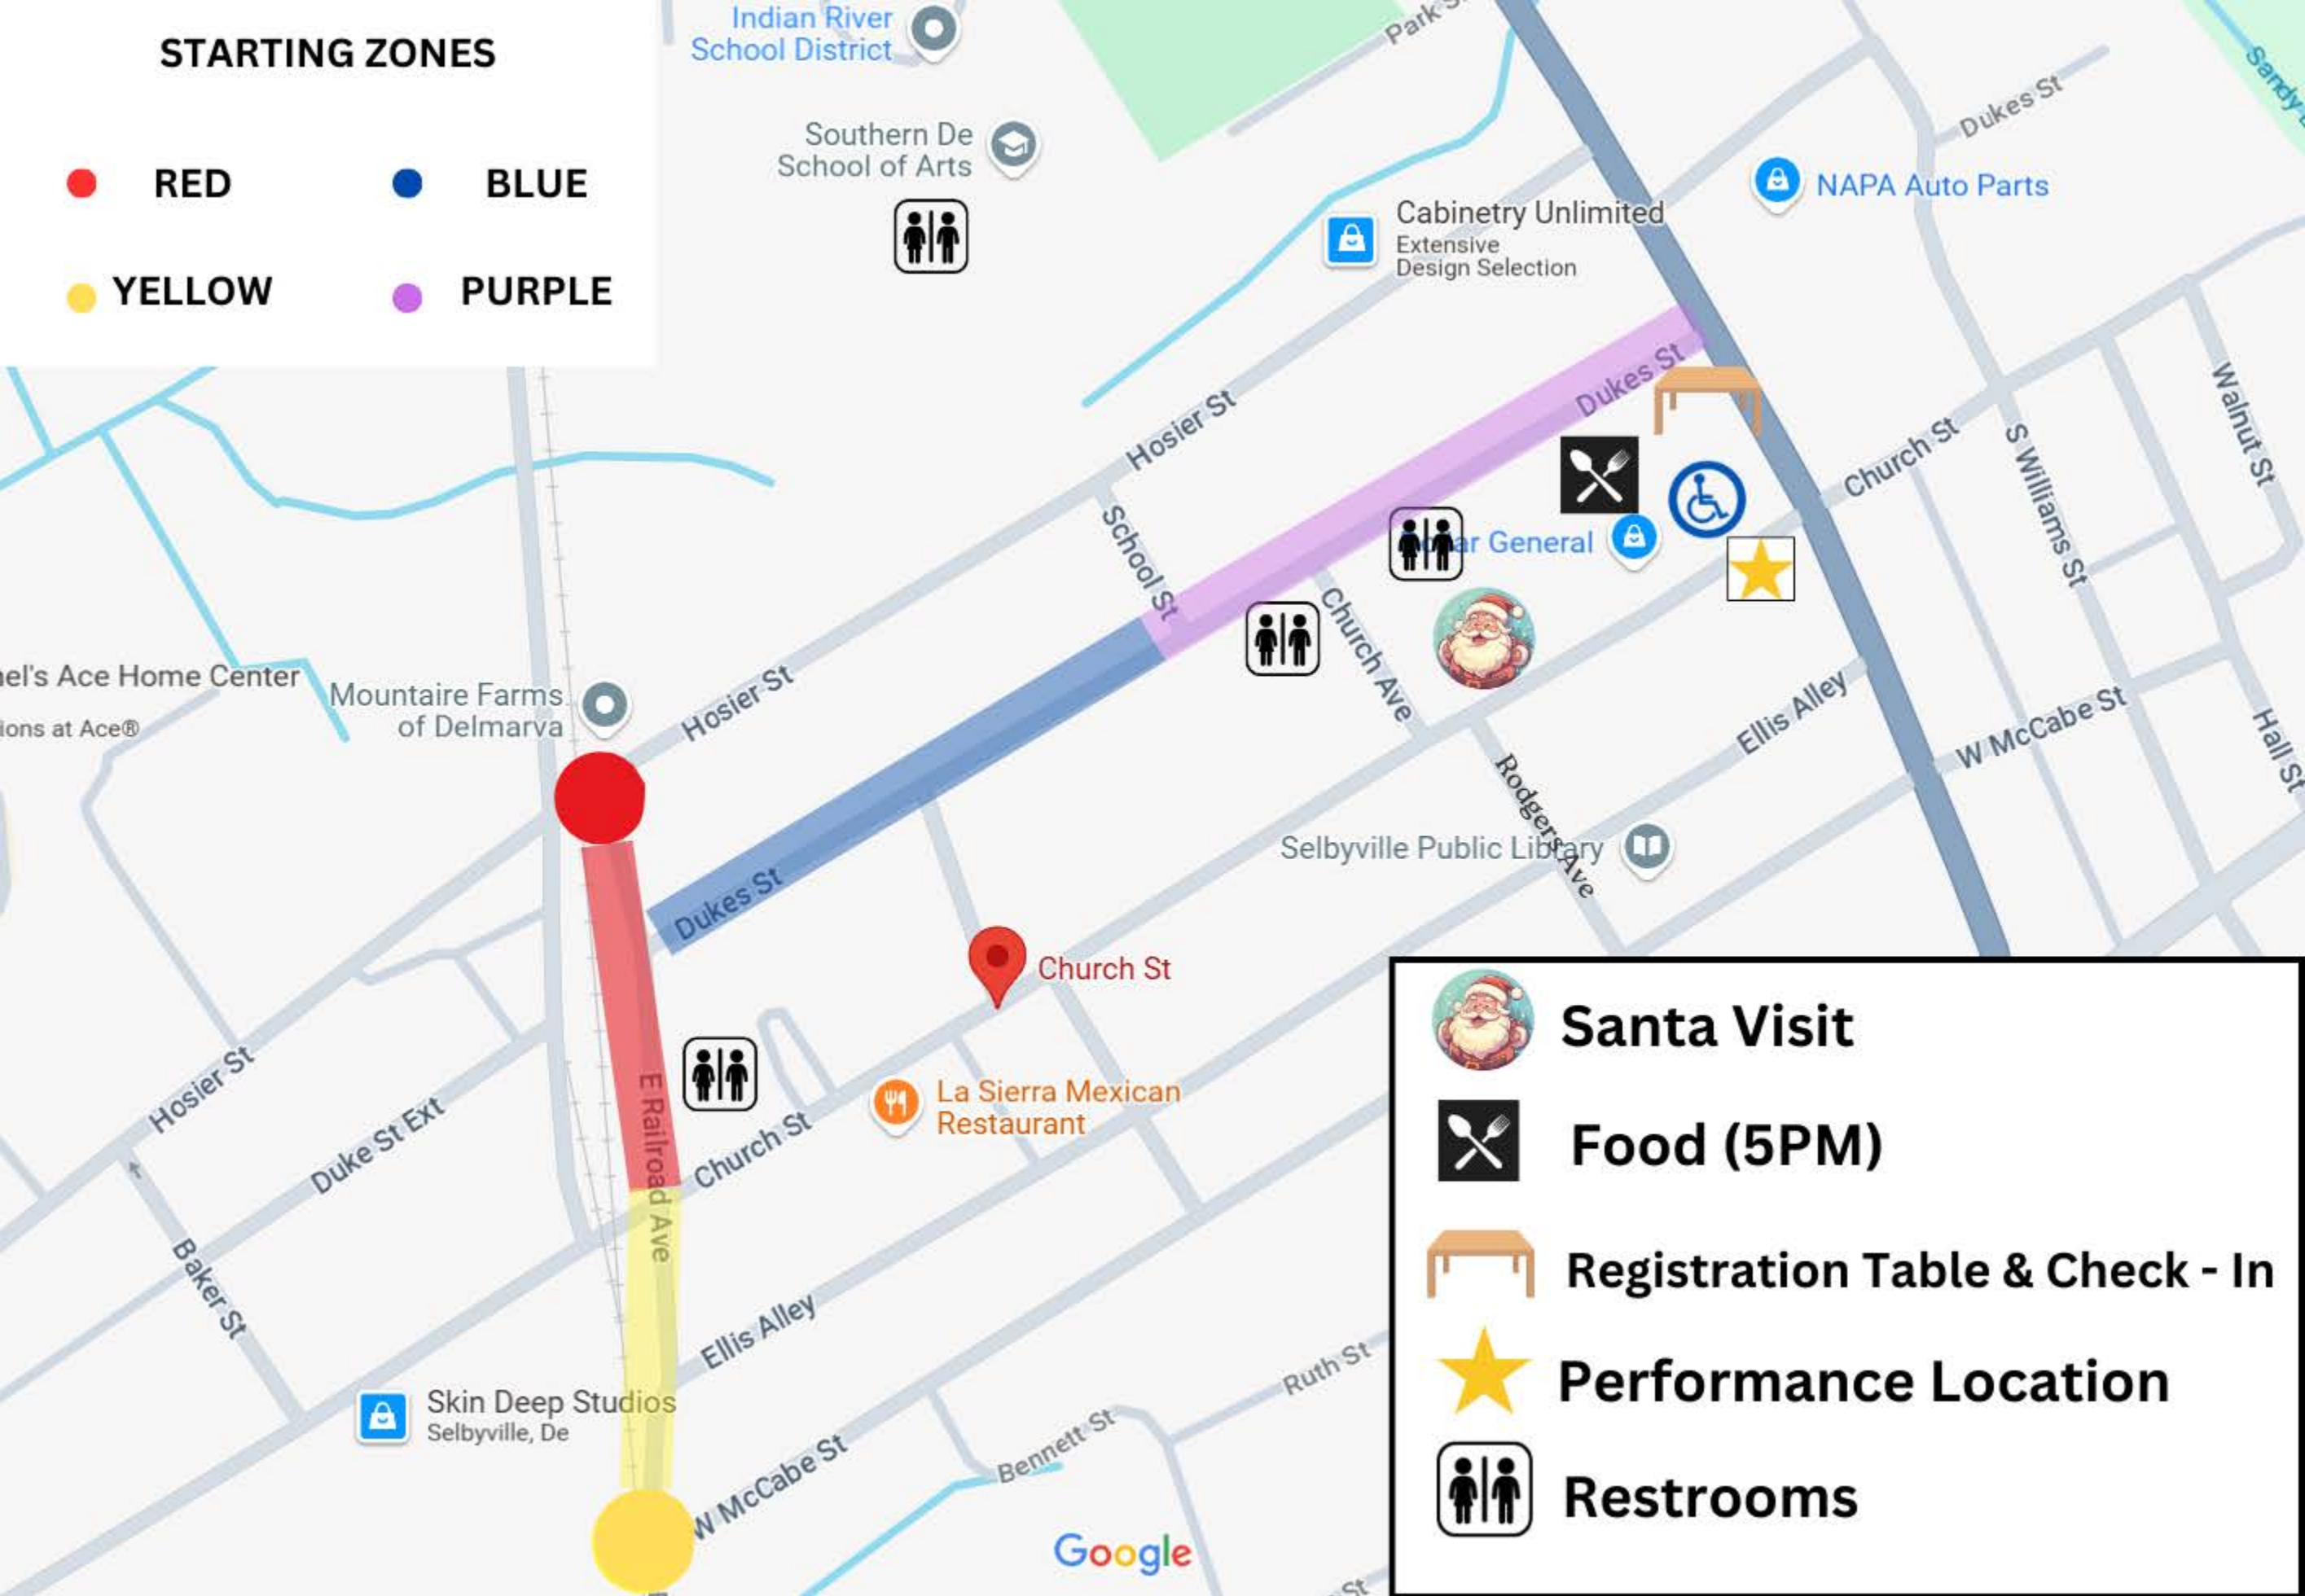 STARTING ZONES
RED
BLUE
YELLOW
PURPLE
Indian River
School District
Southern De
School of Arts
Park
Dukes St
Sandy
NAPA Auto Parts
Cabinetry Unlimited
Extensive
Design Selection
Dukes St
Hosier St
Church St
Walnut St
S Williams St
School St
ar General
Church Ave
Hosier St
el's Ace Home Center
ions at Ace®
Mountaire Farms
of Delmarva
Ellis Alley
W McCabe St
Hall St
Rodgers Ave
Selbyville Public Library
Dukes St
Church St
Hosier St
Duke St Ext
E Railroad Ave
Church St
La Sierra Mexican
Restaurant
Baker St
Ellis Alley
Skin Deep Studios
Selbyville, De
W McCabe St
Bennett St
Ruth St
Google
St
Santa Visit
Food (5PM)
Registration Table & Check - In
Performance Location
Restrooms